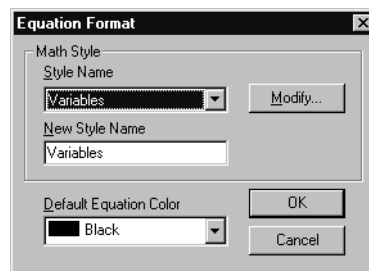 Equation Format
Math Style
Style Name
Variables
Modify...
New Style Name
Variables
Default Equation Color
Black
OK
Cancel